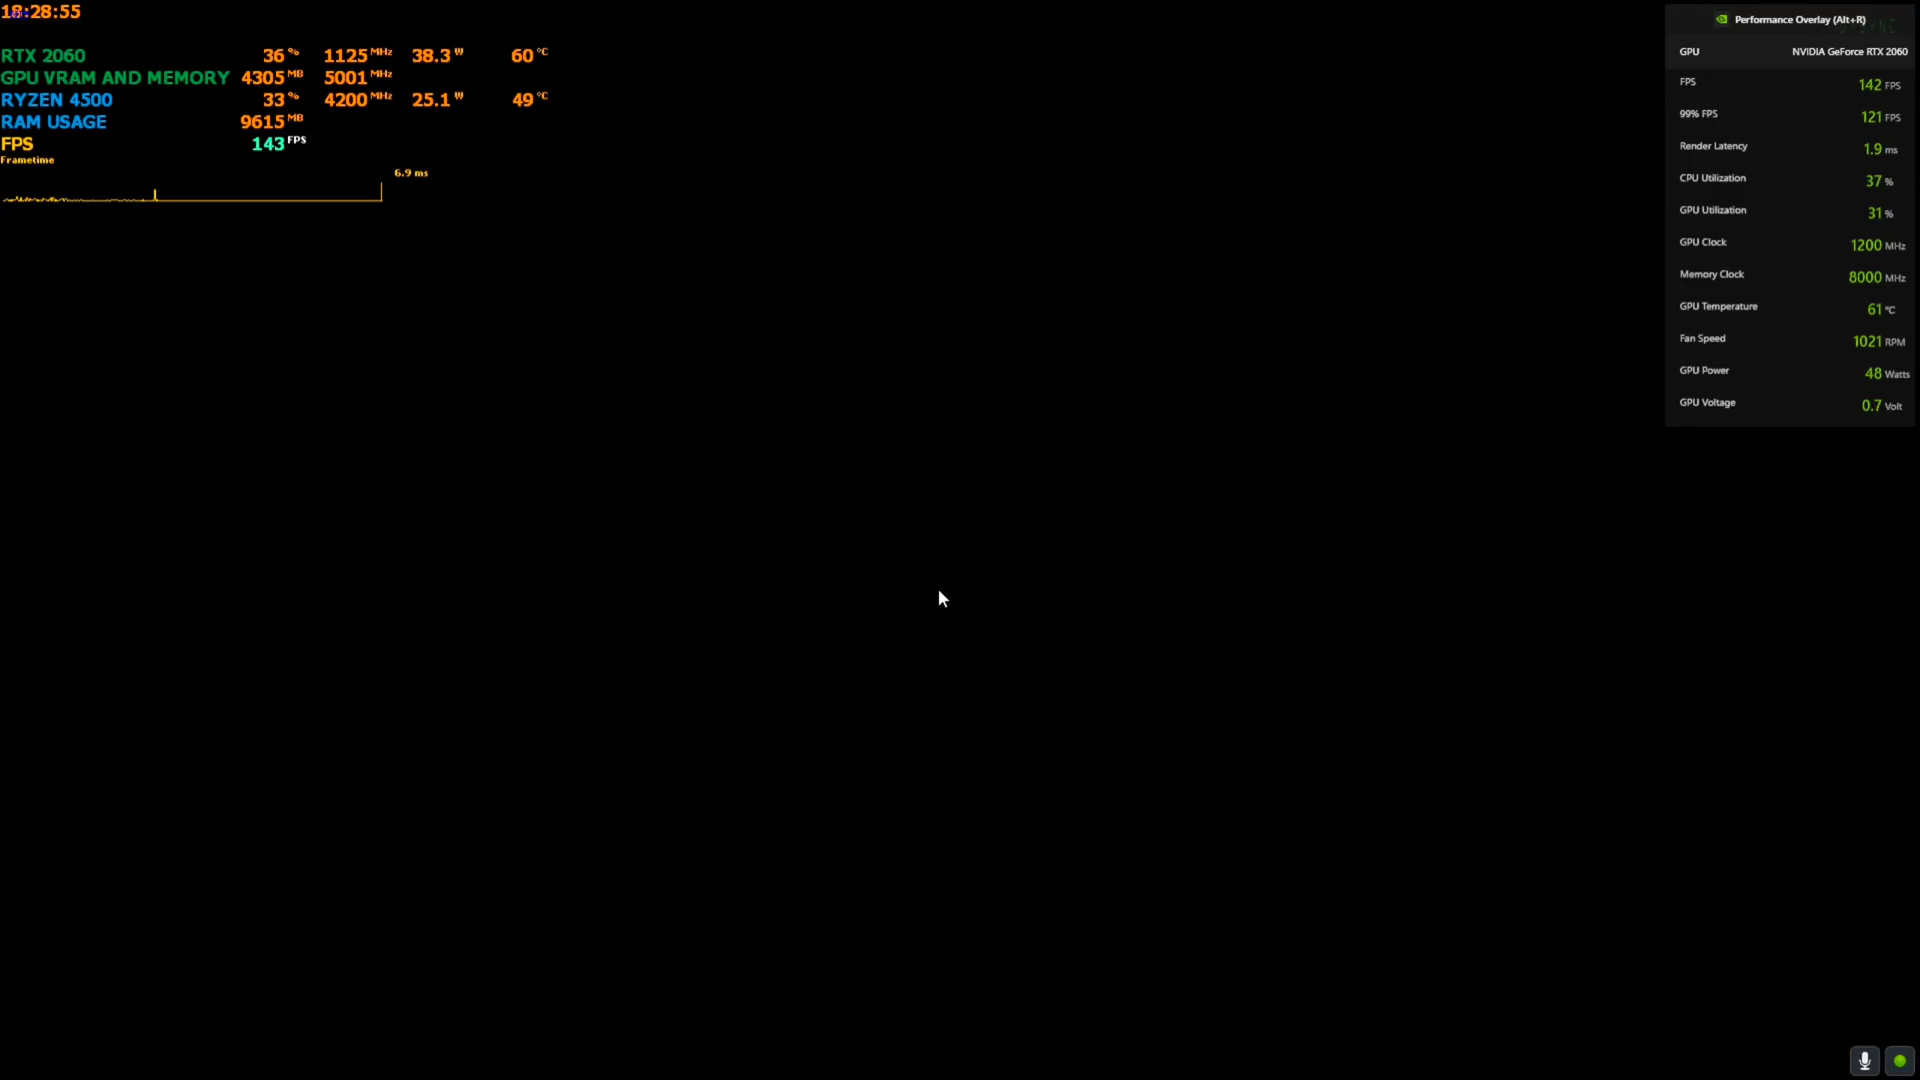 18:28:55
RTX 2060 36 % 1125 MHz 38.3 W 60 °C
GPU VRAM AND MEMORY 4305 MB 5001 MHz
RYZEN 4500 33 % 4200 MHz 25.1 W 49 °C
RAM USAGE 9615 MB
FPS 143 FPS
Frametime
6.9 ms
Performance Overlay (Alt+R)
GPU NVIDIA GeForce RTX 2060
FPS 142 FPS
99% FPS 121 FPS
Render Latency 1.9 ms
CPU Utilization 37 %
GPU Utilization 31 %
GPU Clock 1200 MHz
Memory Clock 8000 MHz
GPU Temperature 61 °C
Fan Speed 1021 RPM
GPU Power 48 Watts
GPU Voltage 0.7 Volt